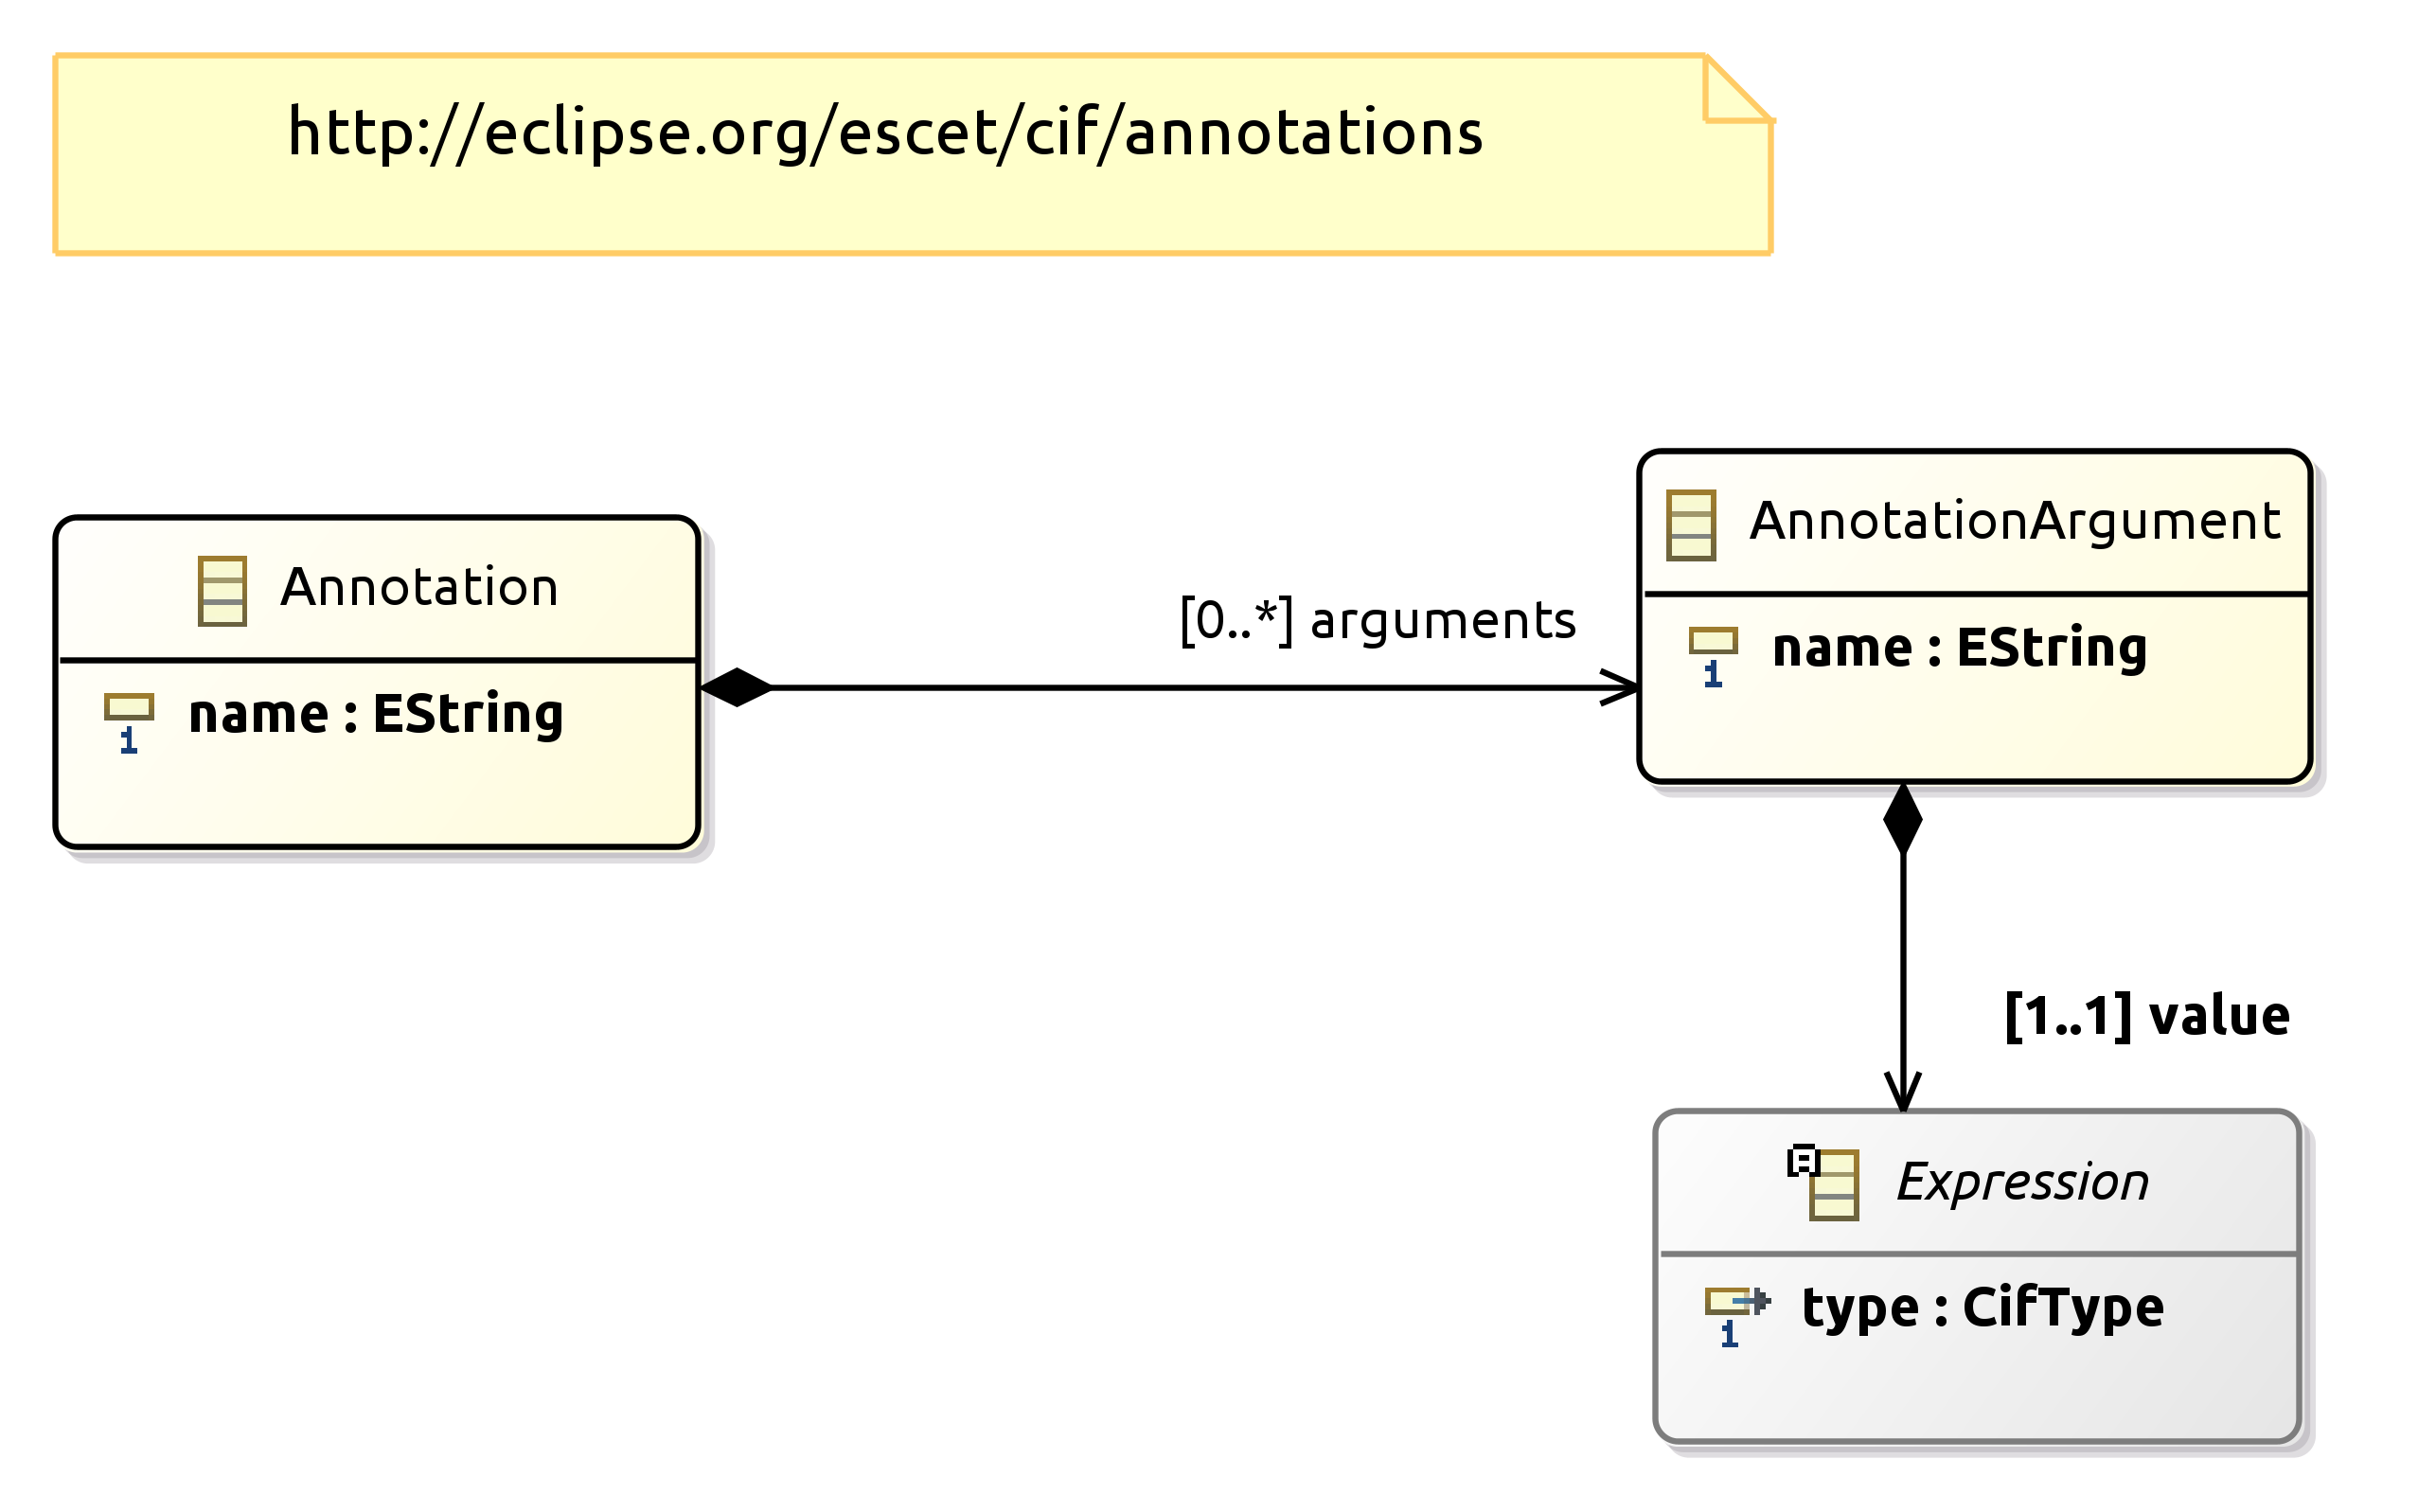 http://eclipse.org/escet/cif/annotations
Annotation
name : EString
[0..*] arguments
AnnotationArgument
name : EString
[1..1] value
Expression
type : CifType